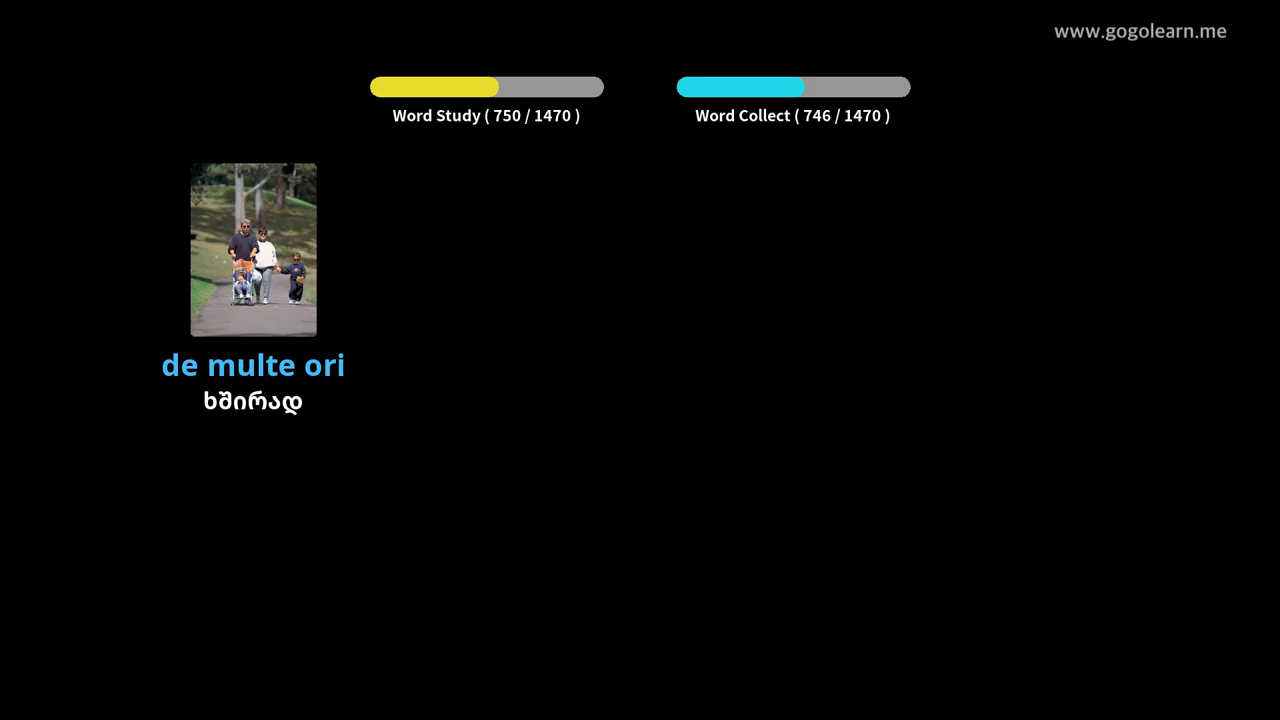 www.gogolearn.me
Word Study ( 750 / 1470 )
Word Collect ( 746 / 1470 )
de multe ori
ხშირად